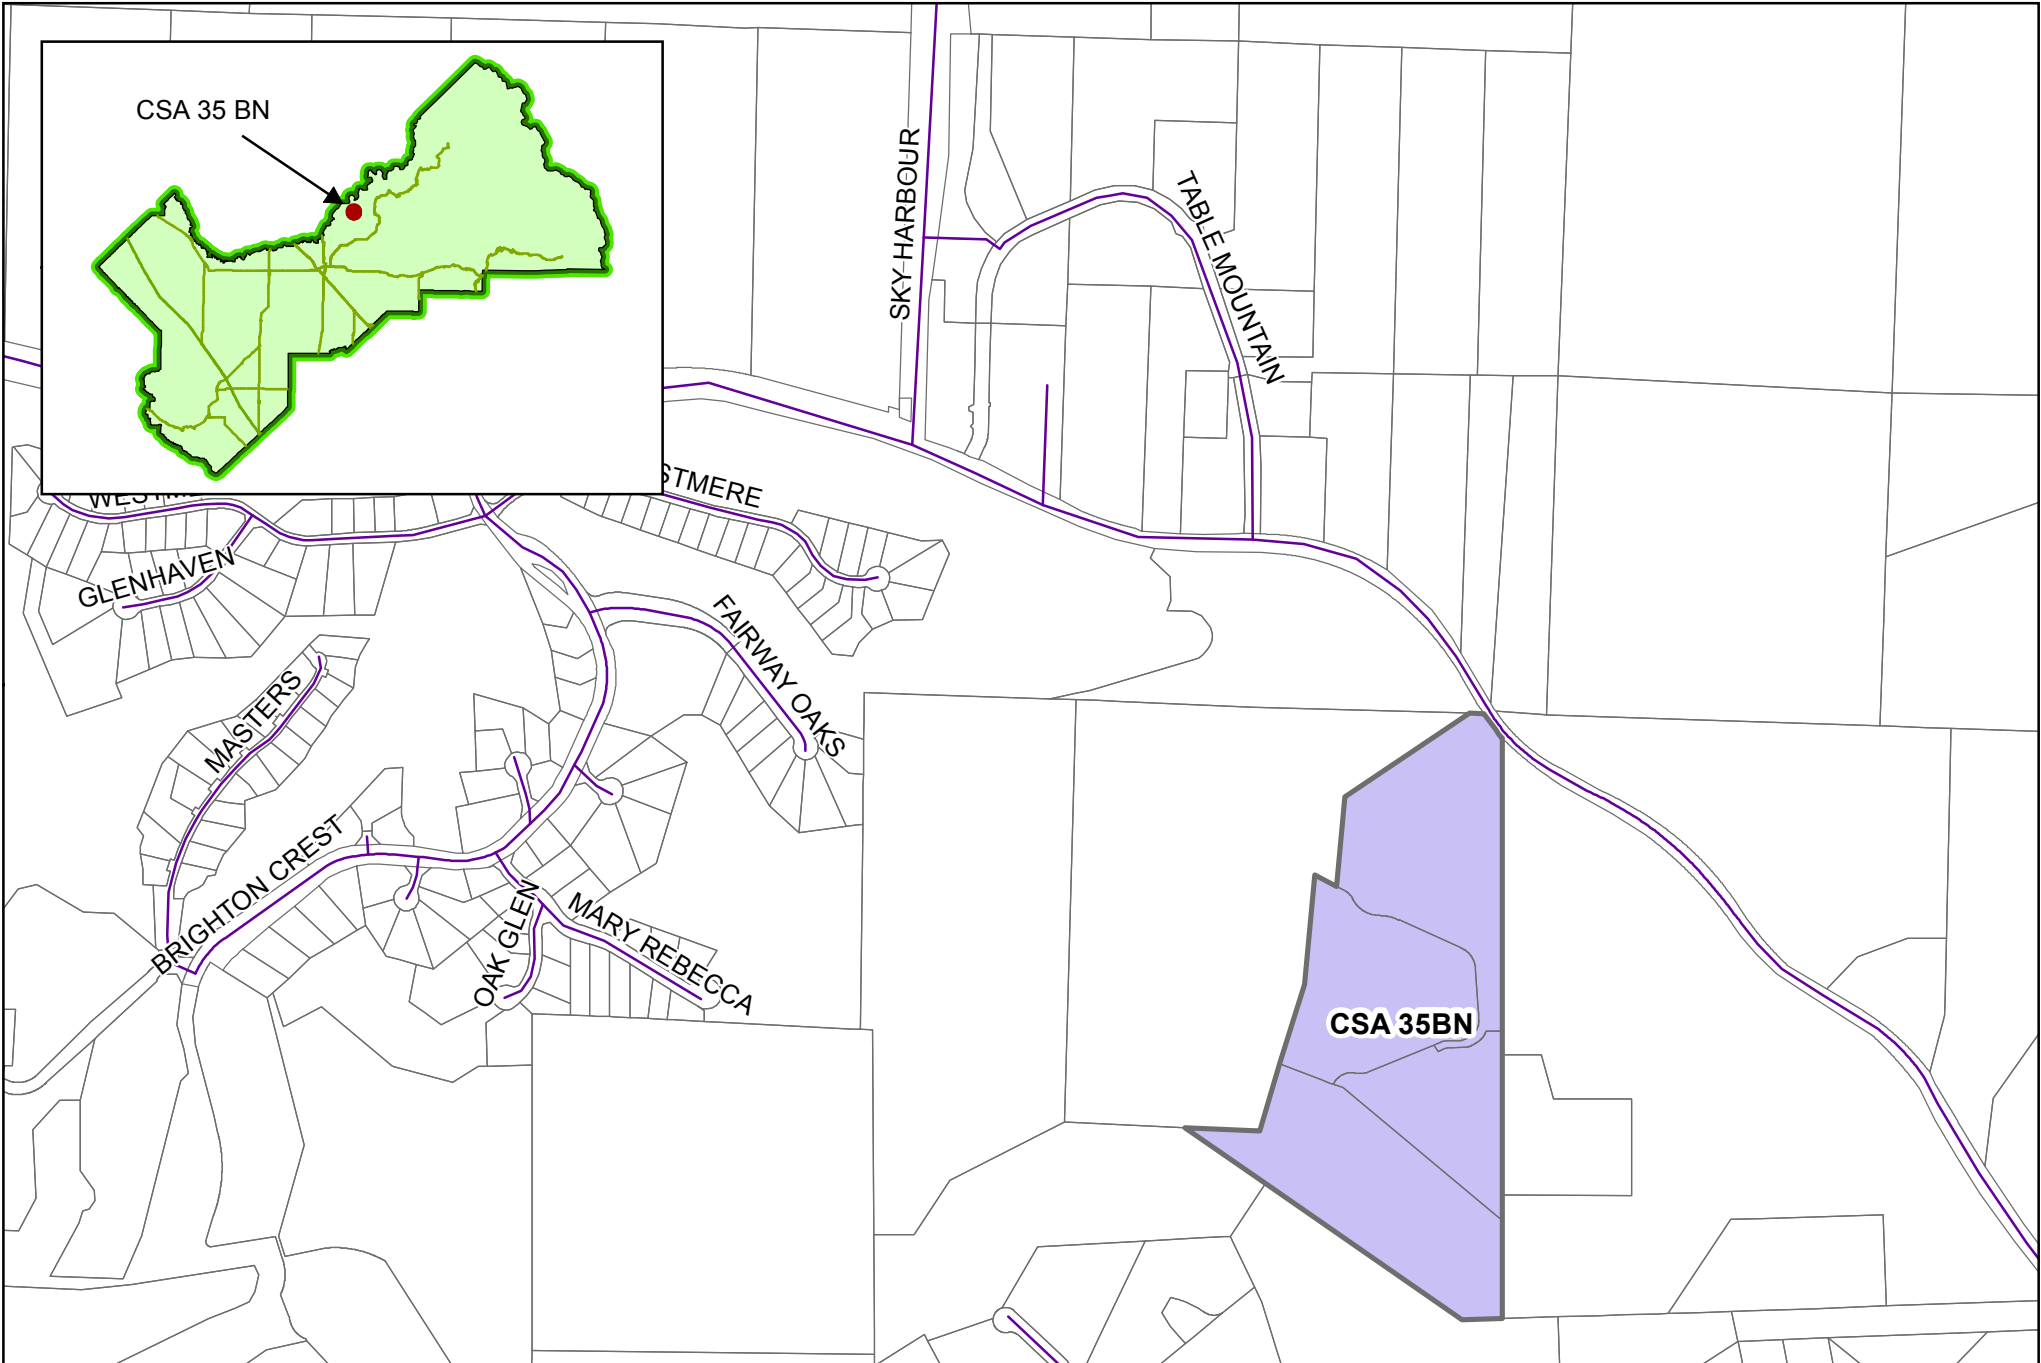 CSA 35 BN
SKY HARBOUR
TABLE MOUNTAIN
GLENHAVEN
FAIRWAY OAKS
MASTERS
BRIGHTON CREST
OAK GLEN
MARY REBECCA
CSA 35BN